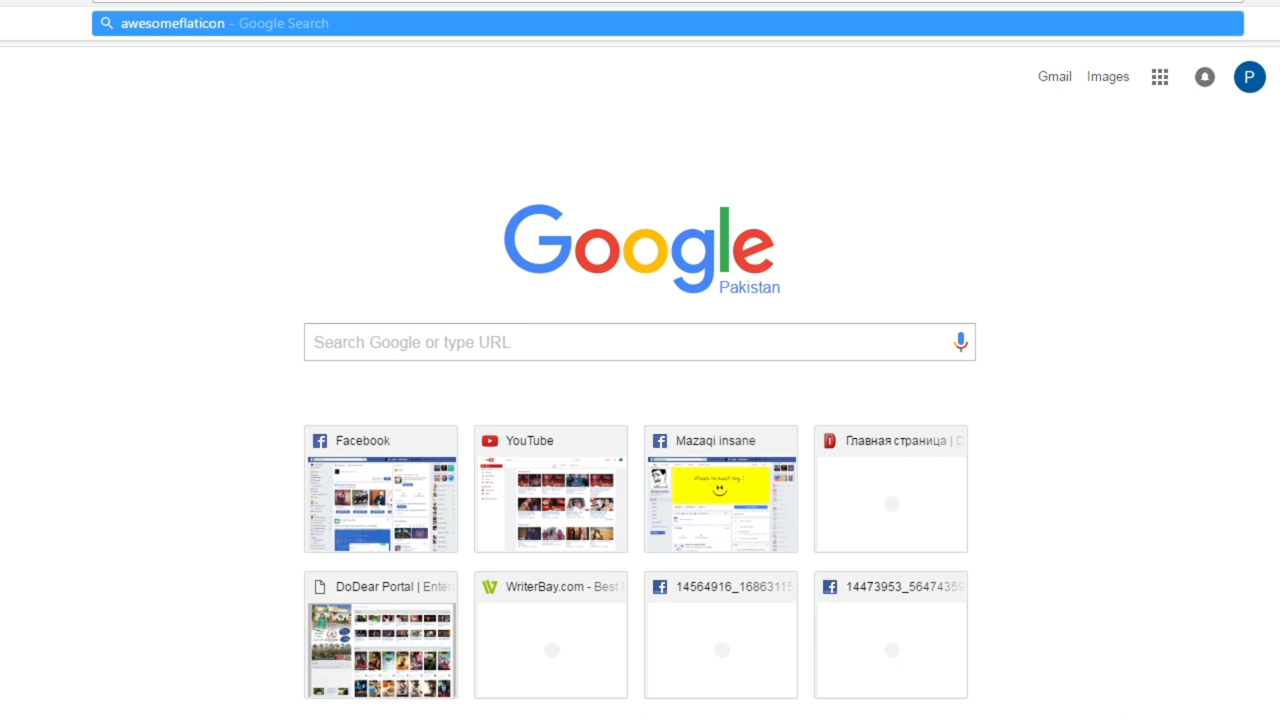 awesomeflaticon - Google Search
Gmail Images
P
Google
Pakistan
Search Google or type URL
Facebook
YouTube
Mazaqi insane
Главная страница | D
DoDear Portal | Enter
WriterBay.com - Best
14564916_16863115
14473953_56474359